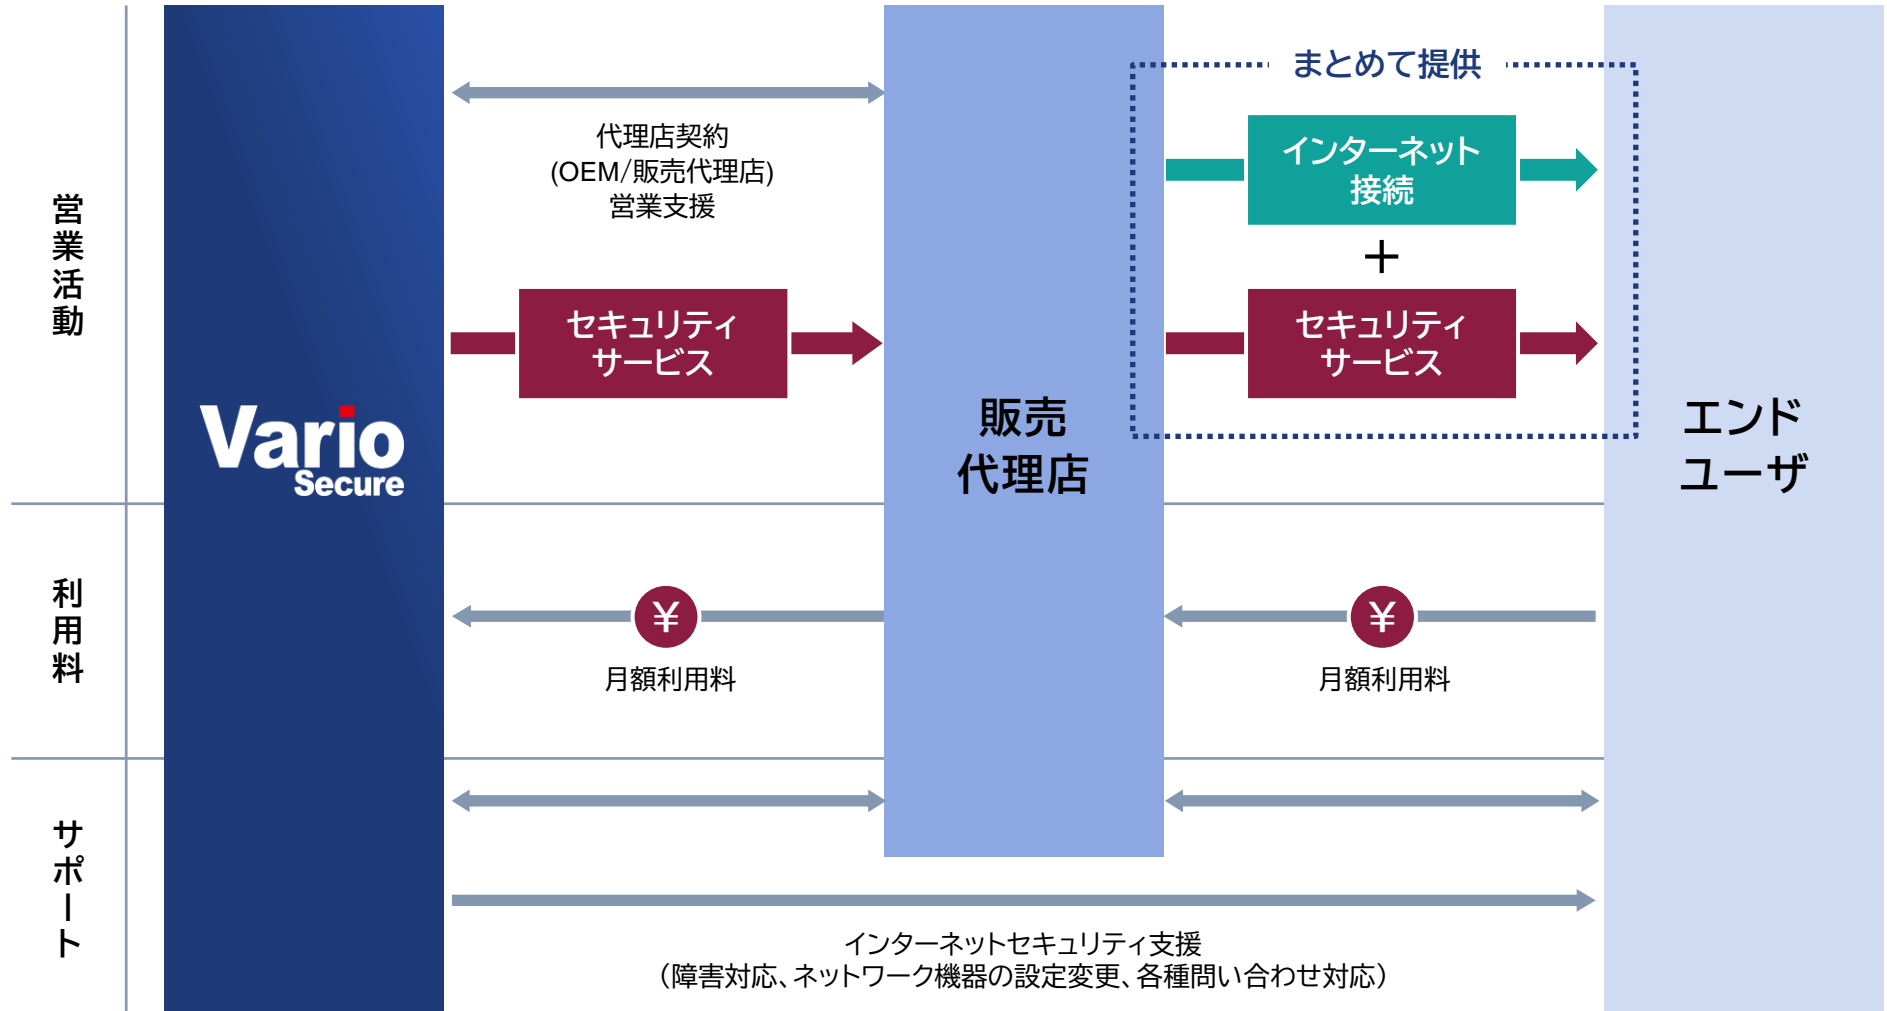 営業活動
代理店契約
(OEM/販売代理店)
営業支援
まとめて提供
インターネット
接続
+
セキュリティ
サービス
セキュリティ
サービス
Vario
Secure
販売
代理店
エンド
ユーザ
利用料
¥
月額利用料
¥
月額利用料
サポート
インターネットセキュリティ支援
（障害対応、ネットワーク機器の設定変更、各種問い合わせ対応）